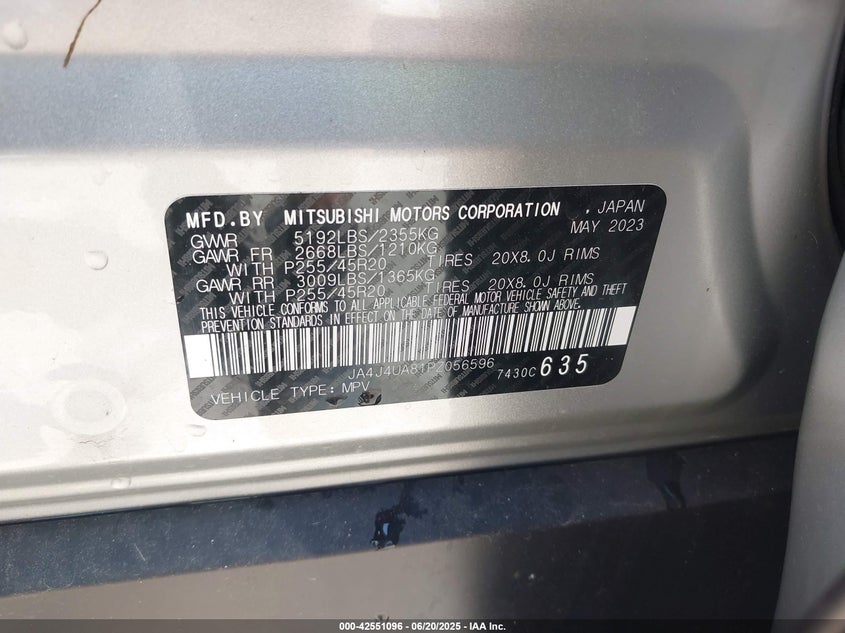 MFD.BY MITSUBISHI MOTORS CORPORATION , JAPAN
MAY 2023
GVWR 5192LBS/2355KG
GAWR FR 2668LBS/1210KG
WITH P255/45R20 TIRES 20X8.0J RIMS
GAWR RR 3009LBS/1365KG
WITH P255/45R20 TIRES 20X8.0J RIMS
THIS VEHICLE CONFORMS TO ALL APPLICABLE FEDERAL MOTOR VEHICLE SAFETY AND THEFT
PREVENTION STANDARDS IN EFFECT ON THE DATE OF MANUFACTURE SHOWN ABOVE.
JA4J4UA81PZ056596
7430C 635
VEHICLE TYPE: MPV
000-42551096 - 06/20/2025 - IAA Inc.